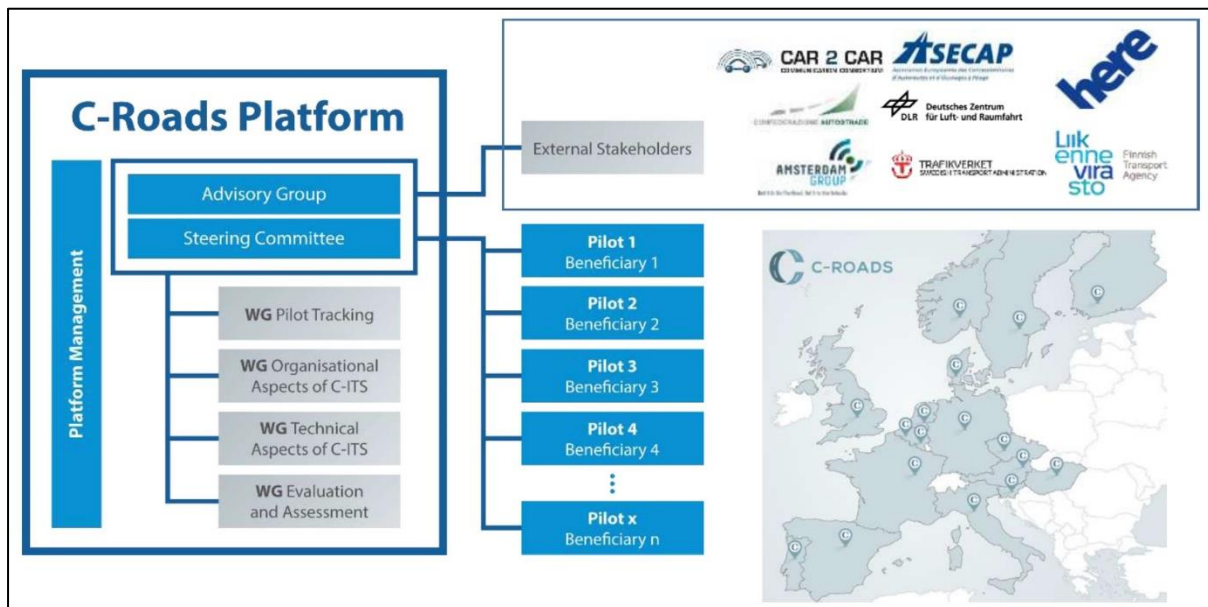 C-Roads Platform
Platform Management
Advisory Group
Steering Committee
WG Pilot Tracking
WG Organisational
Aspects of C-ITS
WG Technical
Aspects of C-ITS
WG Evaluation
and Assessment
External Stakeholders
CAR 2 CAR
COMMUNICATION CONSORTIUM
ASECAP
here
AUTOSTRADE
DLR
Deutsches Zentrum
für Luft- und Raumfahrt
AMSTERDAM
GROUP
TRAFIKVERKET
SWEDISH TRANSPORT ADMINISTRATION
Liik
enne
vira
sto
Finnish
Transport
Agency
Pilot 1
Beneficiary 1
Pilot 2
Beneficiary 2
Pilot 3
Beneficiary 3
Pilot 4
Beneficiary 4
Pilot x
Beneficiary n
C-ROADS